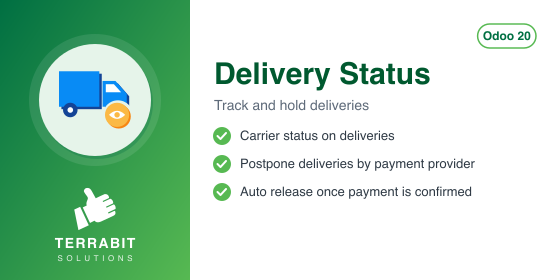 Odoo 20
Delivery Status
Track and hold deliveries
Carrier status on deliveries
Postpone deliveries by payment provider
Auto release once payment is confirmed
TERRABIT
SOLUTIONS